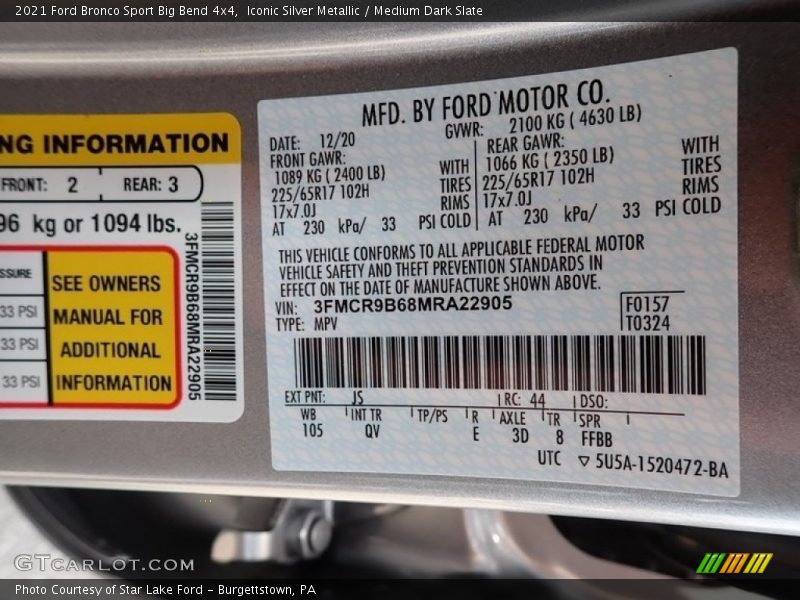 2021 Ford Bronco Sport Big Bend 4x4,  Iconic Silver Metallic / Medium Dark Slate
NG INFORMATION
FRONT: 2 REAR: 3
96 kg or 1094 lbs.
SSURE
33 PSI
33 PSI
33 PSI
SEE OWNERS
MANUAL FOR
ADDITIONAL
INFORMATION
3FMCR9B68MRA22905
MFD. BY FORD MOTOR CO.
DATE: 12/20 GVWR: 2100 KG ( 4630 LB)
FRONT GAWR: REAR GAWR:
1089 KG ( 2400 LB) WITH 1066 KG ( 2350 LB) WITH
225/65R17 102H TIRES 225/65R17 102H TIRES
17x7.0J RIMS 17x7.0J RIMS
AT 230 kPa/ 33 PSI COLD AT 230 kPa/ 33 PSI COLD
THIS VEHICLE CONFORMS TO ALL APPLICABLE FEDERAL MOTOR
VEHICLE SAFETY AND THEFT PREVENTION STANDARDS IN
EFFECT ON THE DATE OF MANUFACTURE SHOWN ABOVE.
VIN: 3FMCR9B68MRA22905
TYPE: MPV
F0157
T0324
EXT PNT: JS RC: 44 DSO:
WB INT TR TP/PS R AXLE TR SPR
105 QV E 3D 8 FFBB
UTC ▽ 5U5A-1520472-BA
GTCARLOT.COM
Photo Courtesy of Star Lake Ford - Burgettstown, PA